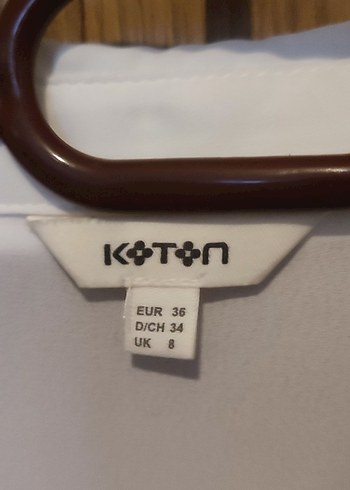 KOTON
EUR 36
D/CH 34
UK 8